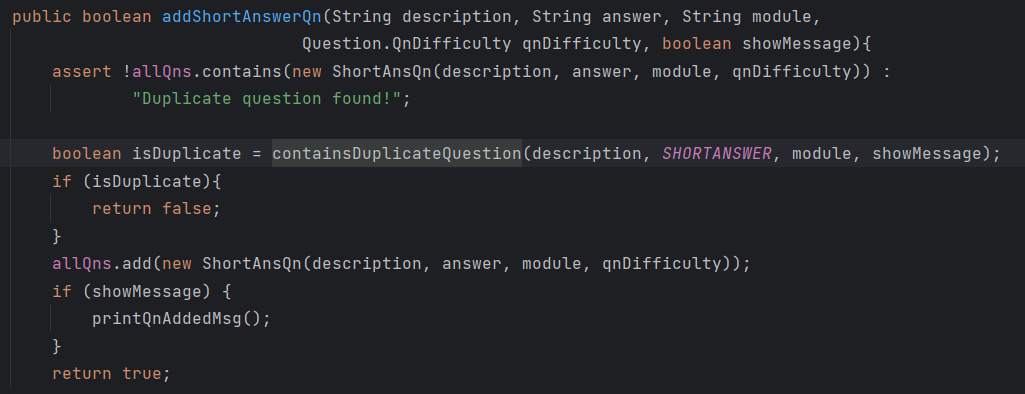 public boolean addShortAnswerQn(String description, String answer, String module,
                             Question.QnDifficulty qnDifficulty, boolean showMessage){
    assert !allQns.contains(new ShortAnsQn(description, answer, module, qnDifficulty)) :
            "Duplicate question found!";

    boolean isDuplicate = containsDuplicateQuestion(description, SHORTANSWER, module, showMessage);
    if (isDuplicate){
        return false;
    }
    allQns.add(new ShortAnsQn(description, answer, module, qnDifficulty));
    if (showMessage) {
        printQnAddedMsg();
    }
    return true;